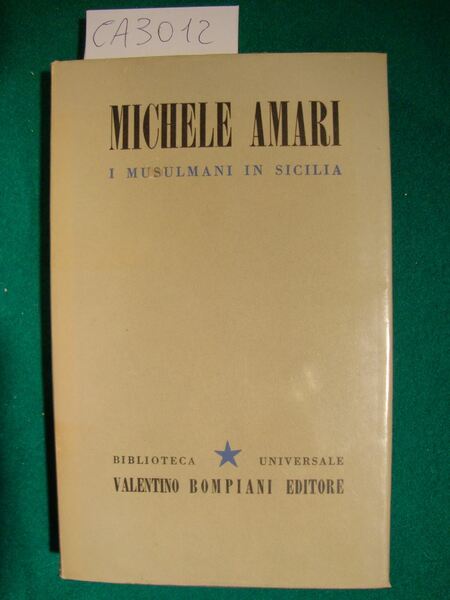 CA3012
MICHELE AMARI
I MUSULMANI IN SICILIA
BIBLIOTECA UNIVERSALE
VALENTINO BOMPIANI EDITORE